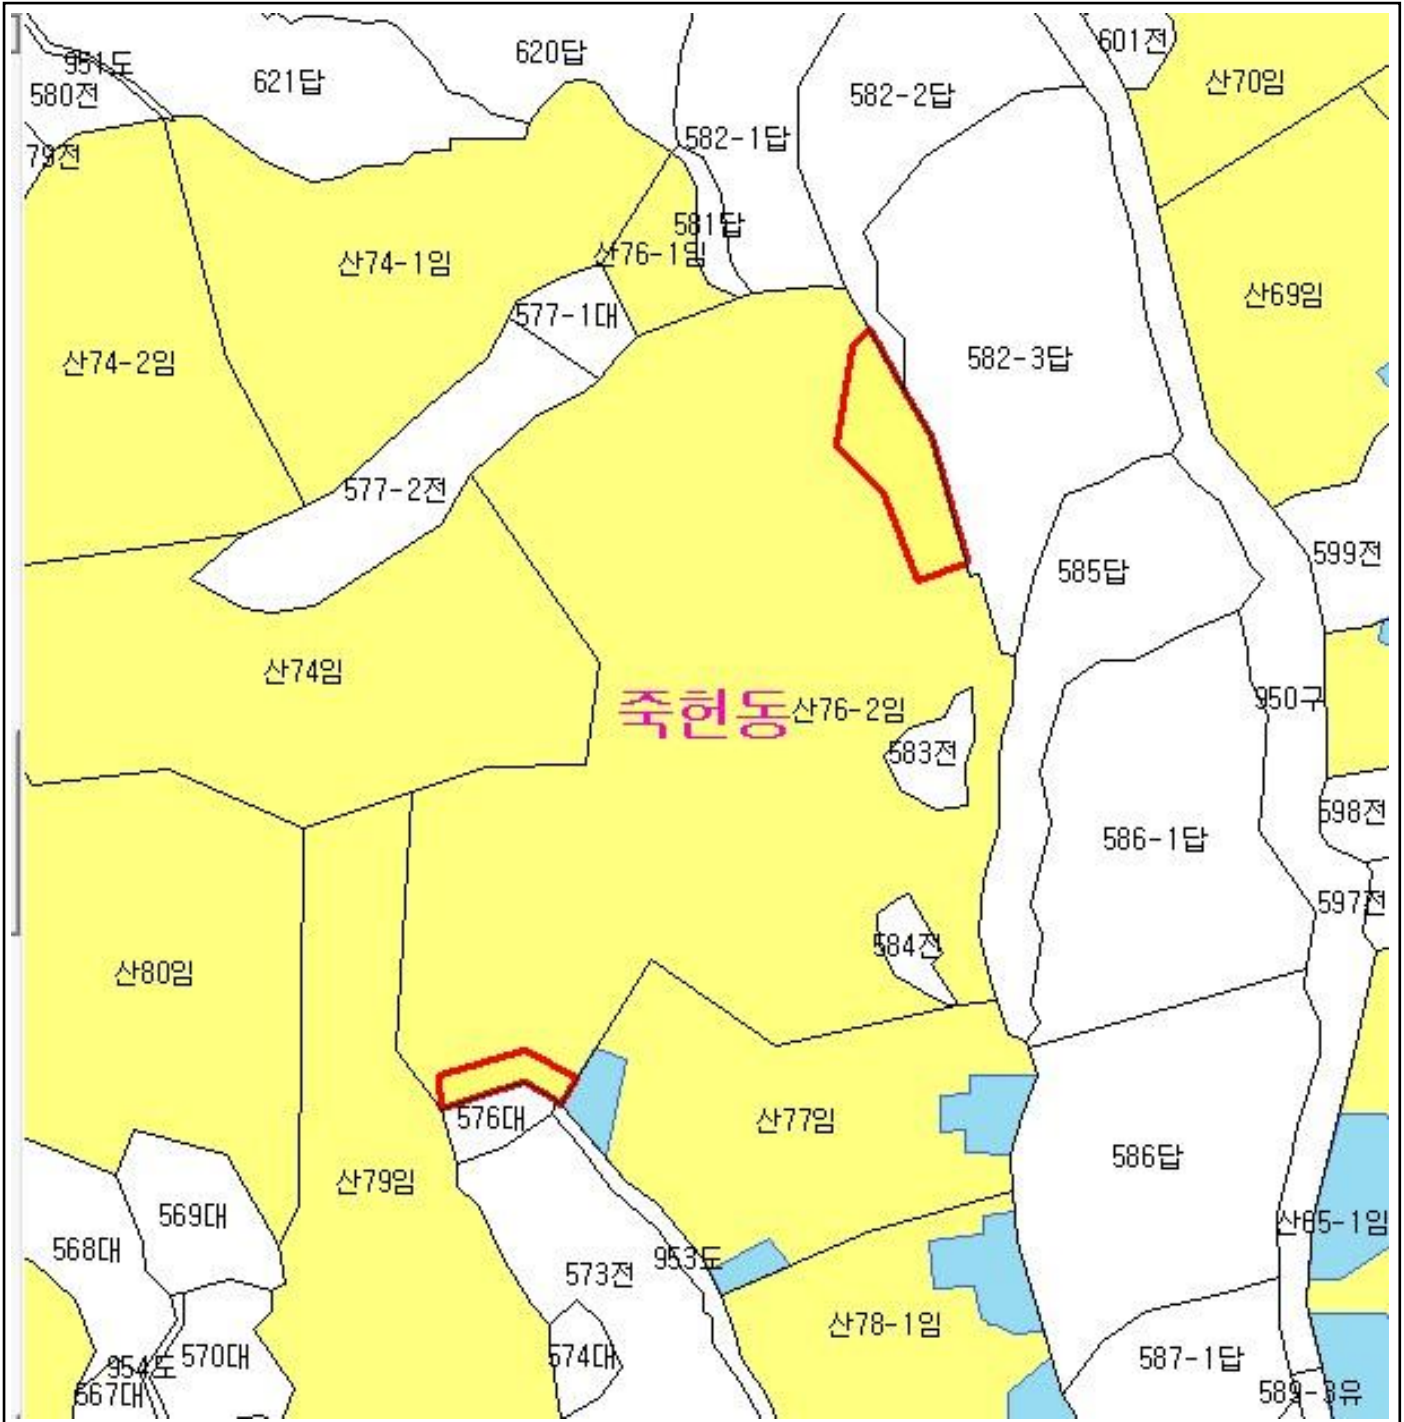 601전
620답
951도
산70임
621답
580전
582-2답
582-1답
79전
581답
산76-1임
산74-1임
산69임
577-1대
582-3답
산74-2임
577-2전
599전
585답
산74임
950구
죽헌동
산76-2임
583전
598전
586-1답
597전
584전
산80임
576대
산77임
586답
산79임
569대
산65-1임
568대
953도
573전
산78-1임
570대
574대
587-1답
954도
567대
589-3유